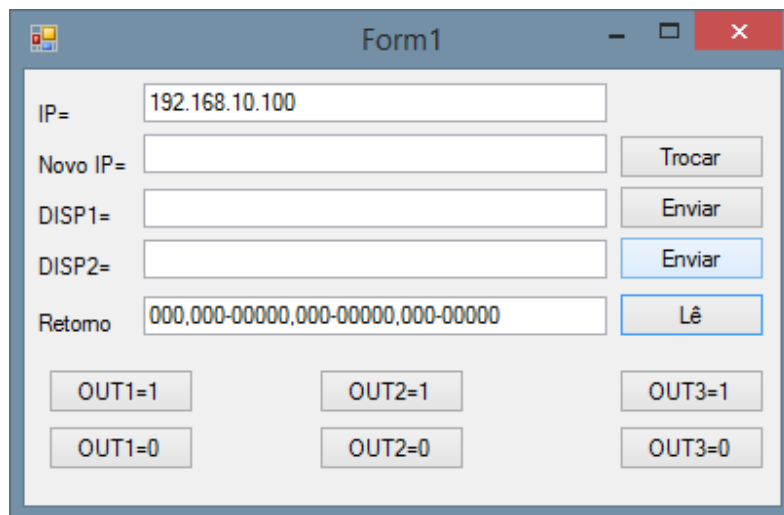 Form1
IP= 192.168.10.100
Novo IP= Trocar
DISP1= Enviar
DISP2= Enviar
Retorno 000,000-00000,000-00000,000-00000 Lê
OUT1=1 OUT2=1 OUT3=1
OUT1=0 OUT2=0 OUT3=0